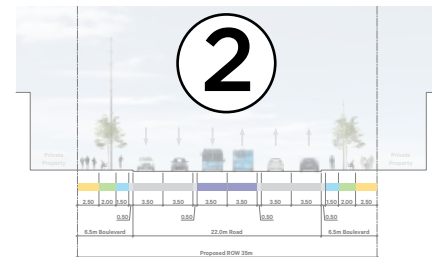 2
Private Property
Private Property
2.50 2.00 1.50 3.50 3.50 3.50 3.50 3.50 3.50 1.50 2.00 2.50
0.50 0.50 0.50 0.50
6.5m Boulevard 22.0m Road 6.5m Boulevard
Proposed ROW 35m